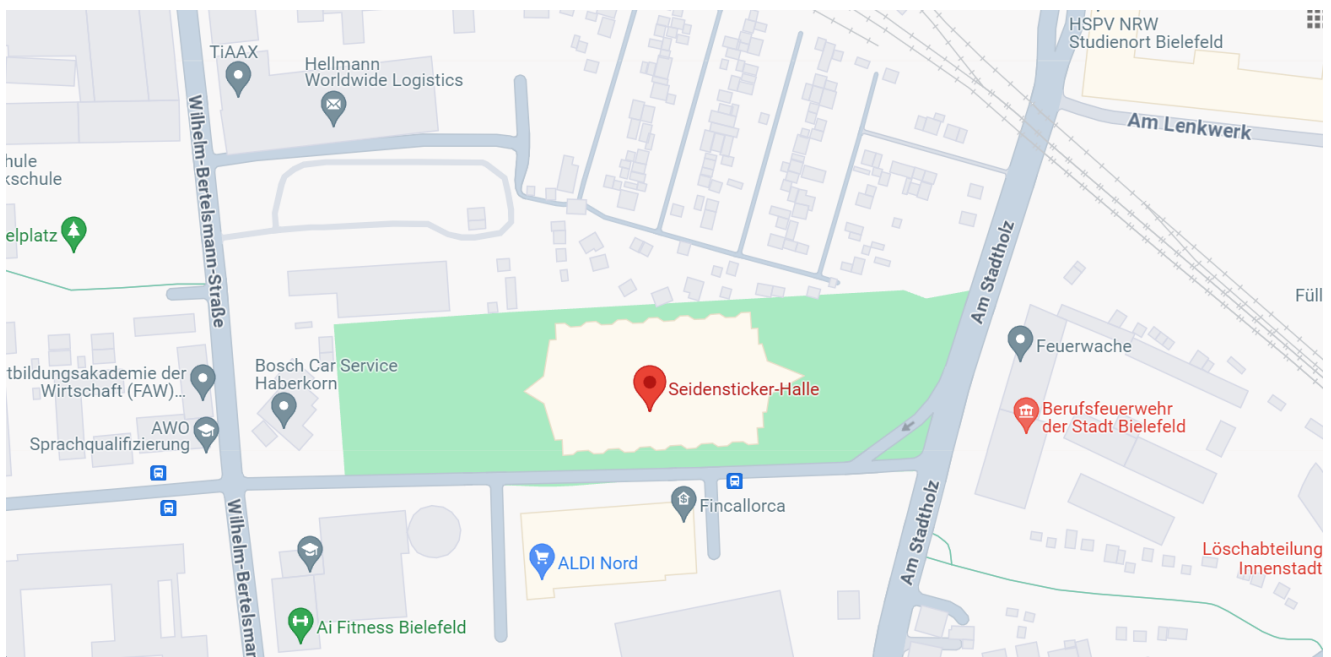 HSPV NRW
Studienort Bielefeld
TiAAX
Hellmann
Worldwide Logistics
Am Lenkwerk
Wilhelm-Bertelsmann-Straße
hule
kschule
elplatz
Am Stadtholz
Füll
Feuerwache
Bosch Car Service
Haberkorn
tbildungsakademie der
Wirtschaft (FAW)...
Seidensticker-Halle
Berufsfeuerwehr
der Stadt Bielefeld
AWO
Sprachqualifizierung
Fincallorca
Wilhelm-Bertelsman
Am Stadtholz
ALDI Nord
Löschabteilung
Innenstadt
Ai Fitness Bielefeld